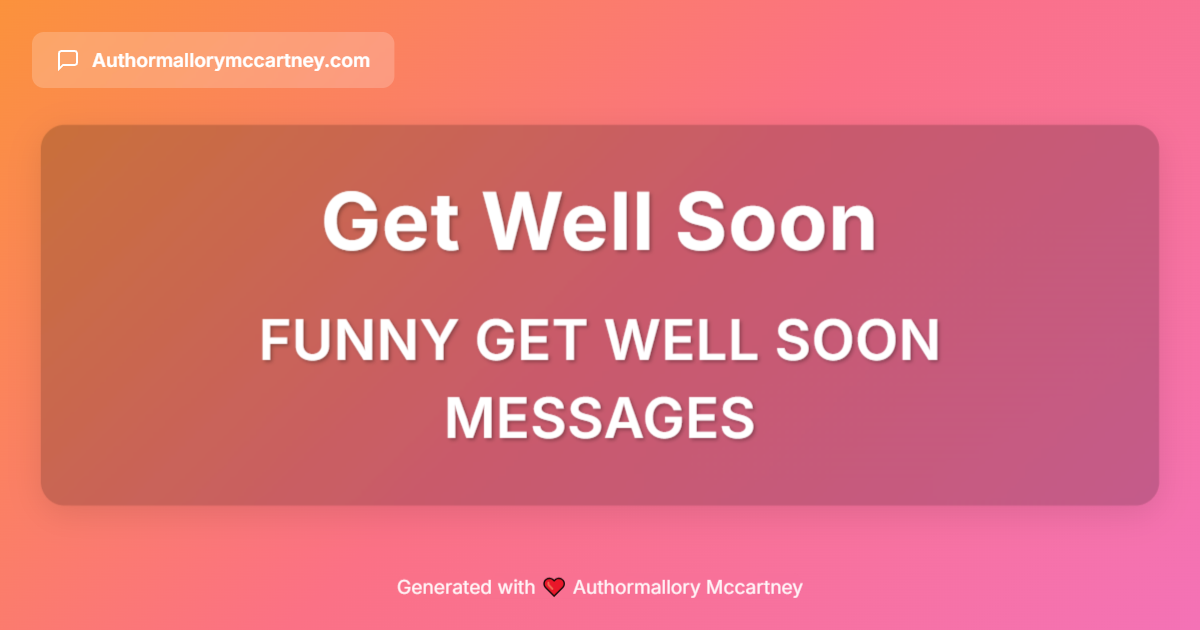 Authormallorymccartney.com
Get Well Soon
FUNNY GET WELL SOON
MESSAGES
Generated with ❤️ Authormallory Mccartney